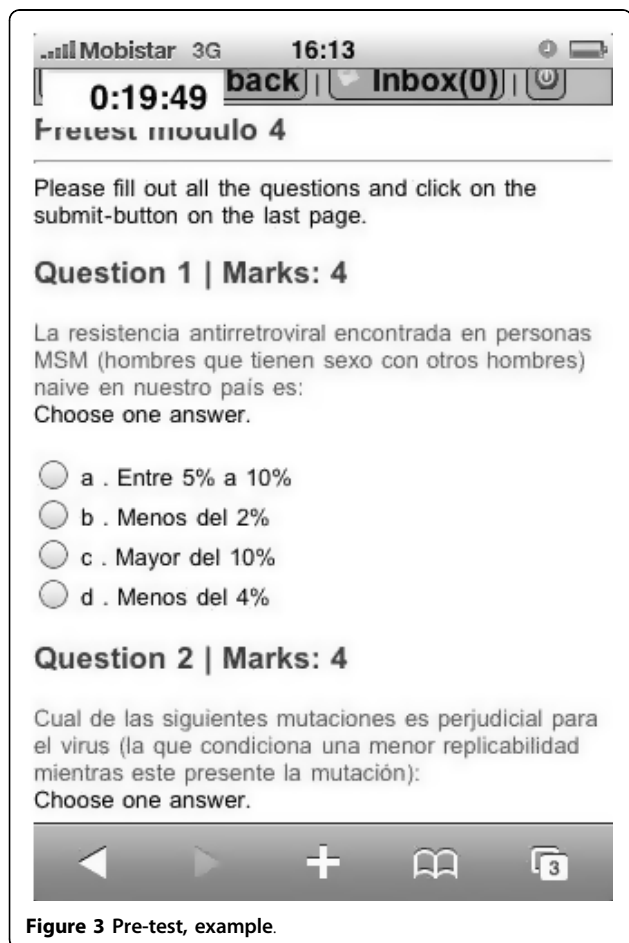 Mobistar 3G 16:13
0:19:49 back | Inbox(0) |
Pretest modulo 4
Please fill out all the questions and click on the
submit-button on the last page.
Question 1 | Marks: 4
La resistencia antirretroviral encontrada en personas
MSM (hombres que tienen sexo con otros hombres)
naive en nuestro país es:
Choose one answer.
a . Entre 5% a 10%
b . Menos del 2%
c . Mayor del 10%
d . Menos del 4%
Question 2 | Marks: 4
Cual de las siguientes mutaciones es perjudicial para
el virus (la que condiciona una menor replicabilidad
mientras este presente la mutación):
Choose one answer.
3
Figure 3 Pre-test, example.